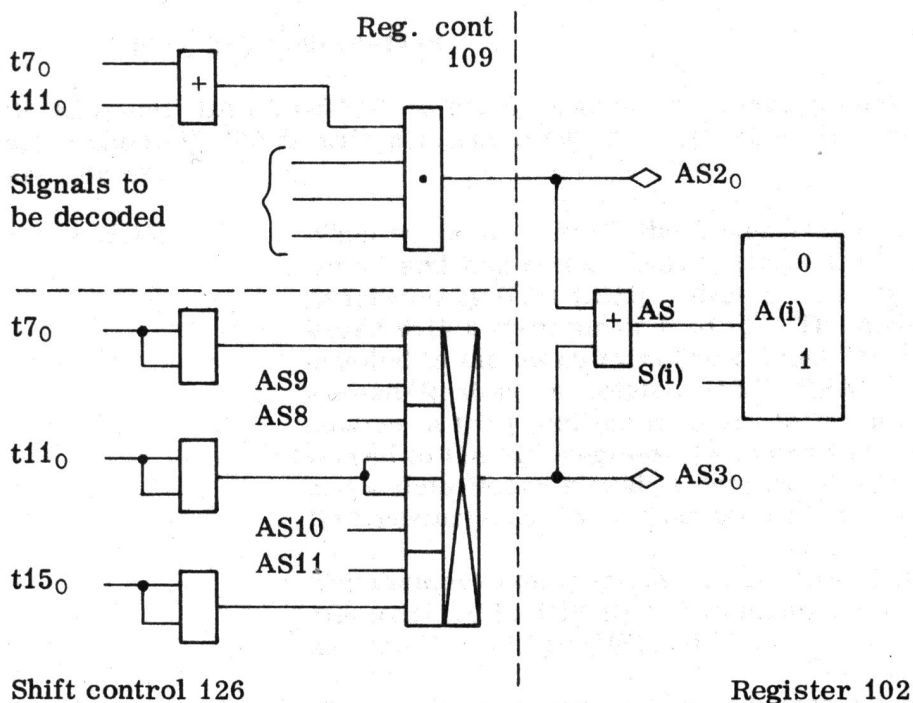 Reg. cont
109
t7₀
+
t11₀
Signals to
be decoded
.
AS2₀
0
t7₀
+
AS
A(i)
1
AS9
S(i)
AS8
t11₀
AS3₀
AS10
AS11
t15₀
Shift control 126
Register 102